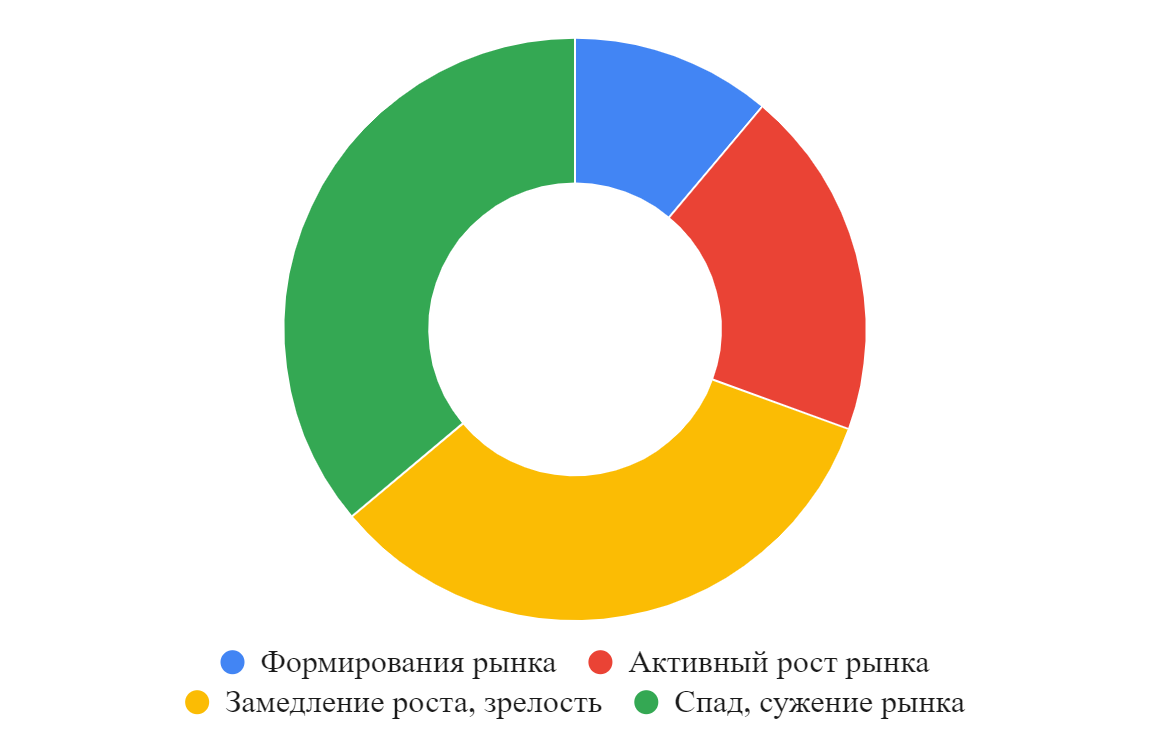 Формирования рынка Активный рост рынка
Замедление роста, зрелость Спад, сужение рынка